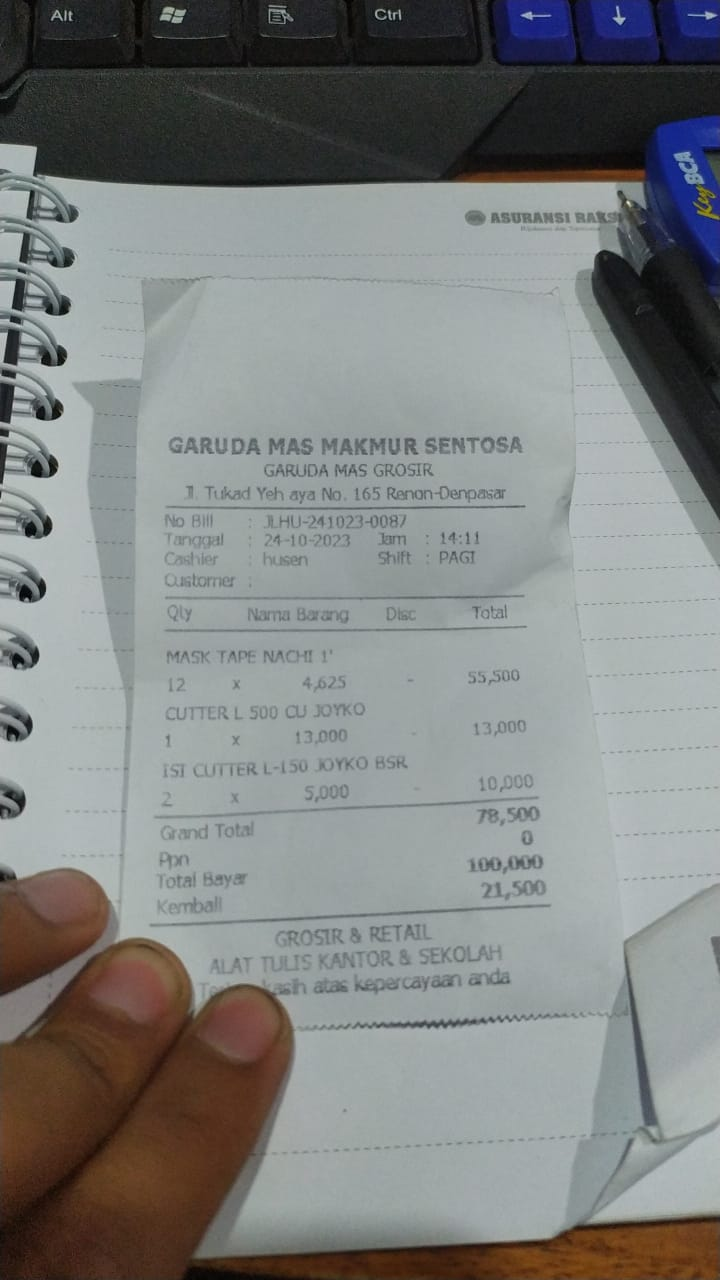 Alt
Ctrl
←
↓
→
KeyBCA
ASURANSI
GARUDA MAS MAKMUR SENTOSA
GARUDA MAS GROSIR
Jl. Tukad Yeh aya No. 165 Renon-Denpasar
No Bill : JLHU-241023-0087
Tanggal : 24-10-2023 Jam : 14:11
Cashier : husen Shift : PAGI
Customer :
Qty Nama Barang Disc Total
MASK TAPE NACHI 1'
12 x 4,625 - 55,500
CUTTER L 500 CU JOYKO
1 x 13,000 - 13,000
ISI CUTTER L-150 JOYKO BSR
2 x 5,000 - 10,000
Grand Total 78,500
Ppn 0
Total Bayar 100,000
Kembali 21,500
GROSIR & RETAIL
ALAT TULIS KANTOR & SEKOLAH
kasih atas kepercayaan anda